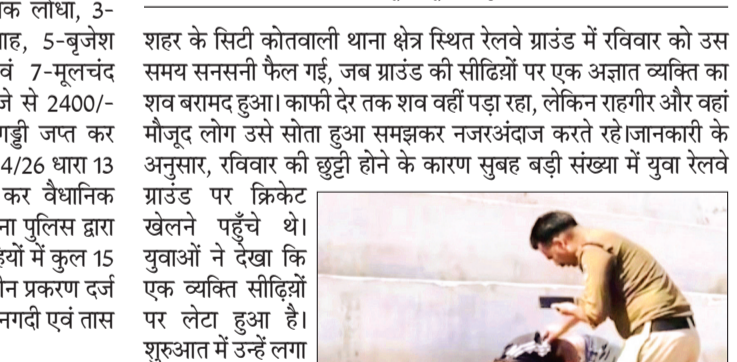 क लोधा, 3-
ाह, 5-बृजेश
वं 7-मूलचंद
जे से 2400/-
गड्डी जप्त कर
4/26 धारा 13
कर वैधानिक
ना पुलिस द्वारा
हियों में कुल 15
ीन प्रकरण दर्ज
नगदी एवं तास
शहर के सिटी कोतवाली थाना क्षेत्र स्थित रेलवे ग्राउंड में रविवार को उस
समय सनसनी फैल गई, जब ग्राउंड की सीढिय़ों पर एक अज्ञात व्यक्ति का
शव बरामद हुआ। काफी देर तक शव वहीं पड़ा रहा, लेकिन राहगीर और वहां
मौजूद लोग उसे सोता हुआ समझकर नजरअंदाज करते रहे।जानकारी के
अनुसार, रविवार की छुट्टी होने के कारण सुबह बड़ी संख्या में युवा रेलवे
ग्राउंड पर क्रिकेट
खेलने पहुँचे थे।
युवाओं ने देखा कि
एक व्यक्ति सीढ़िय़ों
पर लेटा हुआ है।
शुरुआत में उन्हें लगा